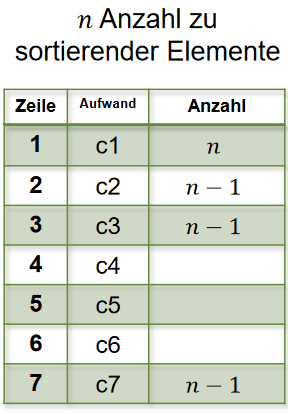 n Anzahl zu
sortierender Elemente
Zeile Aufwand Anzahl
1 c1 n
2 c2 n − 1
3 c3 n − 1
4 c4
5 c5
6 c6
7 c7 n − 1